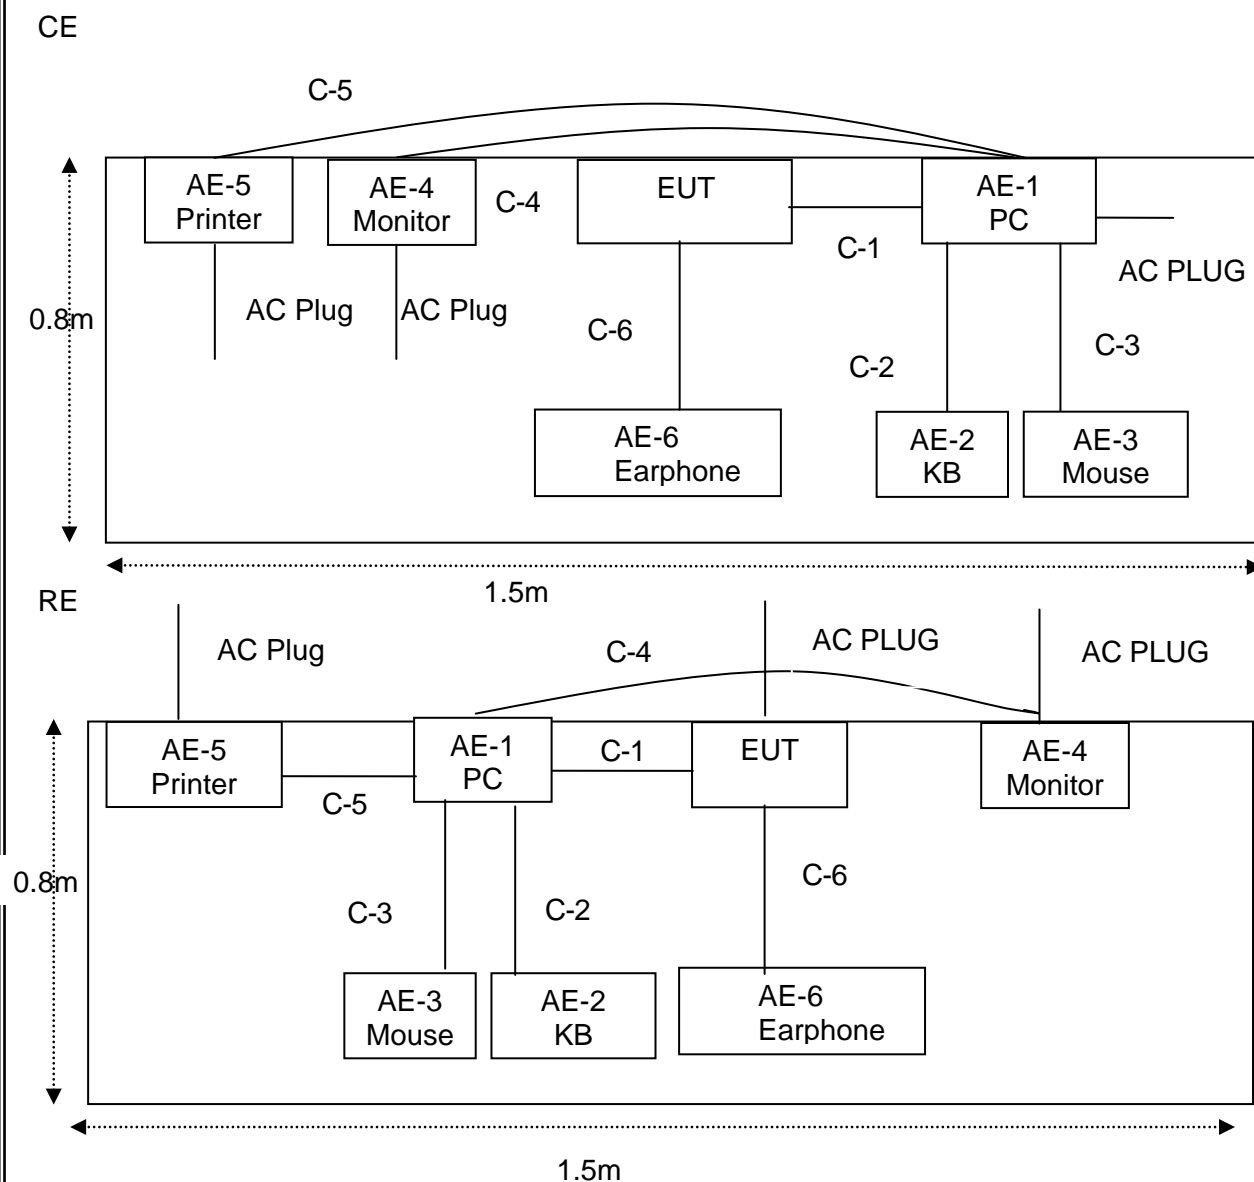 CE
C-5
AE-5
Printer
AE-4
Monitor
C-4
EUT
AE-1
PC
C-1
AC PLUG
AC Plug
AC Plug
0.8m
C-6
C-2
C-3
AE-6
Earphone
AE-2
KB
AE-3
Mouse
1.5m
RE
AC Plug
C-4
AC PLUG
AC PLUG
AE-5
Printer
C-5
AE-1
PC
C-1
EUT
AE-4
Monitor
0.8m
C-3
C-2
C-6
AE-3
Mouse
AE-2
KB
AE-6
Earphone
1.5m